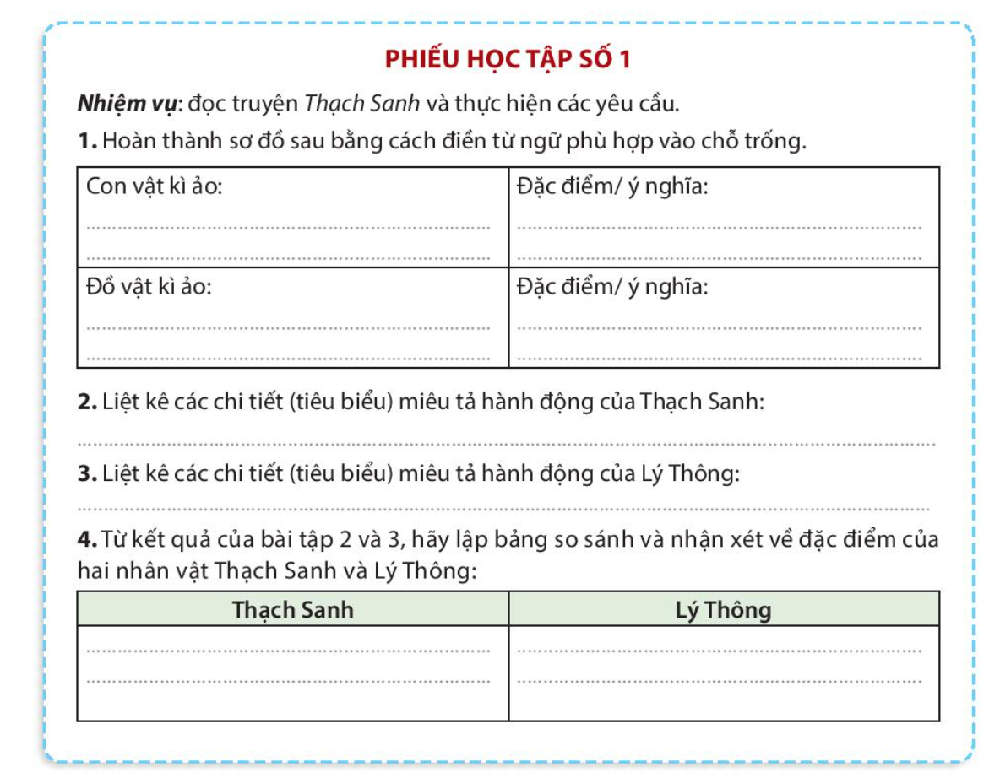 PHIẾU HỌC TẬP SỐ 1
Nhiệm vụ: đọc truyện Thạch Sanh và thực hiện các yêu cầu.
1. Hoàn thành sơ đồ sau bằng cách điền từ ngữ phù hợp vào chỗ trống.
Con vật kì ảo:
Đặc điểm/ ý nghĩa:
Đồ vật kì ảo:
Đặc điểm/ ý nghĩa:
2. Liệt kê các chi tiết (tiêu biểu) miêu tả hành động của Thạch Sanh:
3. Liệt kê các chi tiết (tiêu biểu) miêu tả hành động của Lý Thông:
4. Từ kết quả của bài tập 2 và 3, hãy lập bảng so sánh và nhận xét về đặc điểm của
hai nhân vật Thạch Sanh và Lý Thông:
Thạch Sanh
Lý Thông